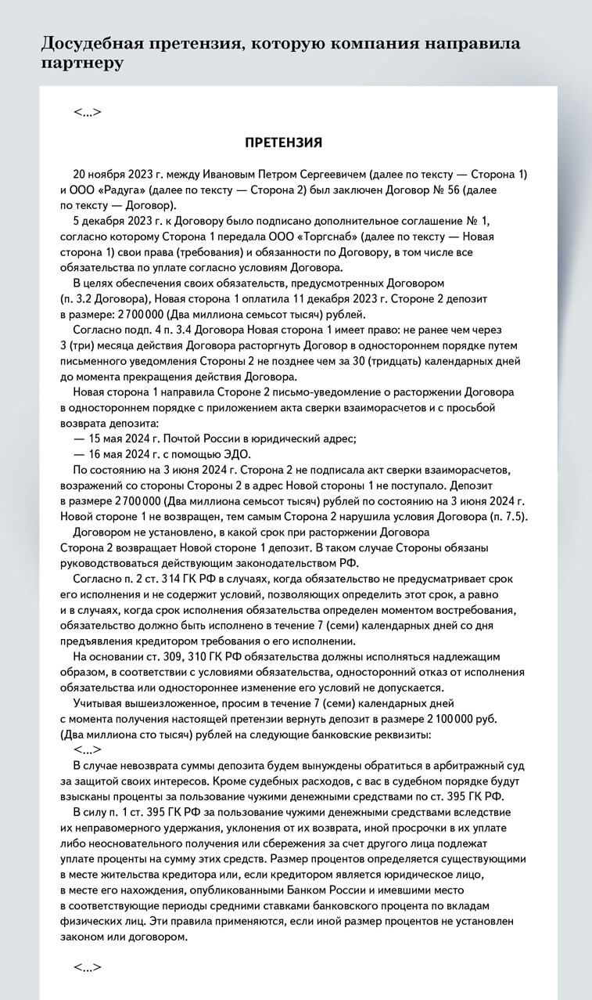 Досудебная претензия, которую компания направила
партнеру
<...>
ПРЕТЕНЗИЯ
20 ноября 2023 г. между Ивановым Петром Сергеевичем (далее по тексту — Сторона 1)
и ООО «Радуга» (далее по тексту — Сторона 2) был заключен Договор № 56 (далее
по тексту — Договор).
5 декабря 2023 г. к Договору было подписано дополнительное соглашение № 1,
согласно которому Сторона 1 передала ООО «Торгснаб» (далее по тексту — Новая
сторона 1) свои права (требования) и обязанности по Договору, в том числе все
обязательства по уплате согласно условиям Договора.
В целях обеспечения своих обязательств, предусмотренных Договором
(п. 3.2 Договора), Новая сторона 1 оплатила 11 декабря 2023 г. Стороне 2 депозит
в размере: 2 700 000 (Два миллиона семьсот тысяч) рублей.
Согласно подп. 4 п. 3.4 Договора Новая сторона 1 имеет право: не ранее чем через
3 (три) месяца действия Договора расторгнуть Договор в одностороннем порядке путем
письменного уведомления Стороны 2 не позднее чем за 30 (тридцать) календарных дней
до момента прекращения действия Договора.
Новая сторона 1 направила Стороне 2 письмо-уведомление о расторжении Договора
в одностороннем порядке с приложением акта сверки взаиморасчетов и с просьбой
возврата депозита:
— 15 мая 2024 г. Почтой России в юридический адрес;
— 16 мая 2024 г. с помощью ЭДО.
По состоянию на 3 июня 2024 г. Сторона 2 не подписала акт сверки взаиморасчетов,
возражений со стороны Стороны 2 в адрес Новой стороны 1 не поступало. Депозит
в размере 2 700 000 (Два миллиона семьсот тысяч) рублей по состоянию на 3 июня 2024 г.
Новой стороне 1 не возвращен, тем самым Сторона 2 нарушила условия Договора (п. 7.5).
Договором не установлено, в какой срок при расторжении Договора
Сторона 2 возвращает Новой стороне 1 депозит. В таком случае Стороны обязаны
руководствоваться действующим законодательством РФ.
Согласно п. 2 ст. 314 ГК РФ в случаях, когда обязательство не предусматривает срок
его исполнения и не содержит условий, позволяющих определить этот срок, а равно
и в случаях, когда срок исполнения обязательства определен моментом востребования,
обязательство должно быть исполнено в течение 7 (семи) календарных дней со дня
предъявления кредитором требования о его исполнении.
На основании ст. 309, 310 ГК РФ обязательства должны исполняться надлежащим
образом, в соответствии с условиями обязательства, односторонний отказ от исполнения
обязательства или одностороннее изменение его условий не допускается.
Учитывая вышеизложенное, просим в течение 7 (семи) календарных дней
с момента получения настоящей претензии вернуть депозит в размере 2 100 000 руб.
(Два миллиона сто тысяч) рублей на следующие банковские реквизиты:
<...>
В случае невозврата суммы депозита будем вынуждены обратиться в арбитражный суд
за защитой своих интересов. Кроме судебных расходов, с вас в судебном порядке будут
взысканы проценты за пользование чужими денежными средствами по ст. 395 ГК РФ.
В силу п. 1 ст. 395 ГК РФ за пользование чужими денежными средствами вследствие
их неправомерного удержания, уклонения от их возврата, иной просрочки в их уплате
либо неосновательного получения или сбережения за счет другого лица подлежат
уплате проценты на сумму этих средств. Размер процентов определяется существующими
в месте жительства кредитора или, если кредитором является юридическое лицо,
в месте его нахождения, опубликованными Банком России и имевшими место
в соответствующие периоды средними ставками банковского процента по вкладам
физических лиц. Эти правила применяются, если иной размер процентов не установлен
законом или договором.
<...>